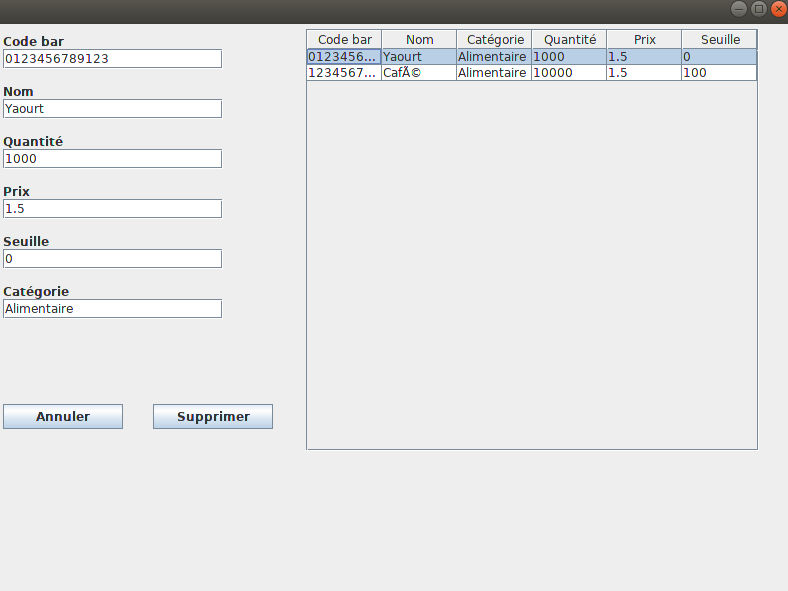 Code bar
0123456789123
Nom
Yaourt
Quantité
1000
Prix
1.5
Seuille
0
Catégorie
Alimentaire
Annuler Supprimer
Code bar Nom Catégorie Quantité Prix Seuille
0123456... Yaourt Alimentaire 1000 1.5 0
1234567... CafÃ© Alimentaire 10000 1.5 100